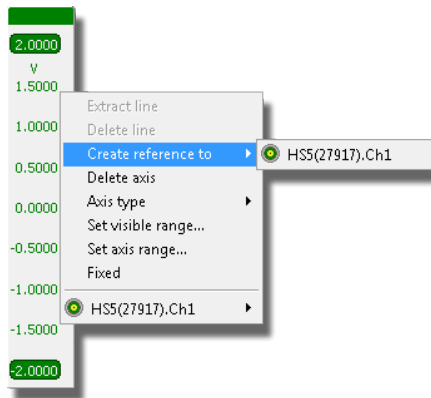 2.0000
V
1.5000
1.0000
0.5000
0.0000
-0.5000
-1.0000
-1.5000
-2.0000
Extract line
Delete line
Create reference to
Delete axis
Axis type
Set visible range...
Set axis range...
Fixed
HS5(27917).Ch1
HS5(27917).Ch1